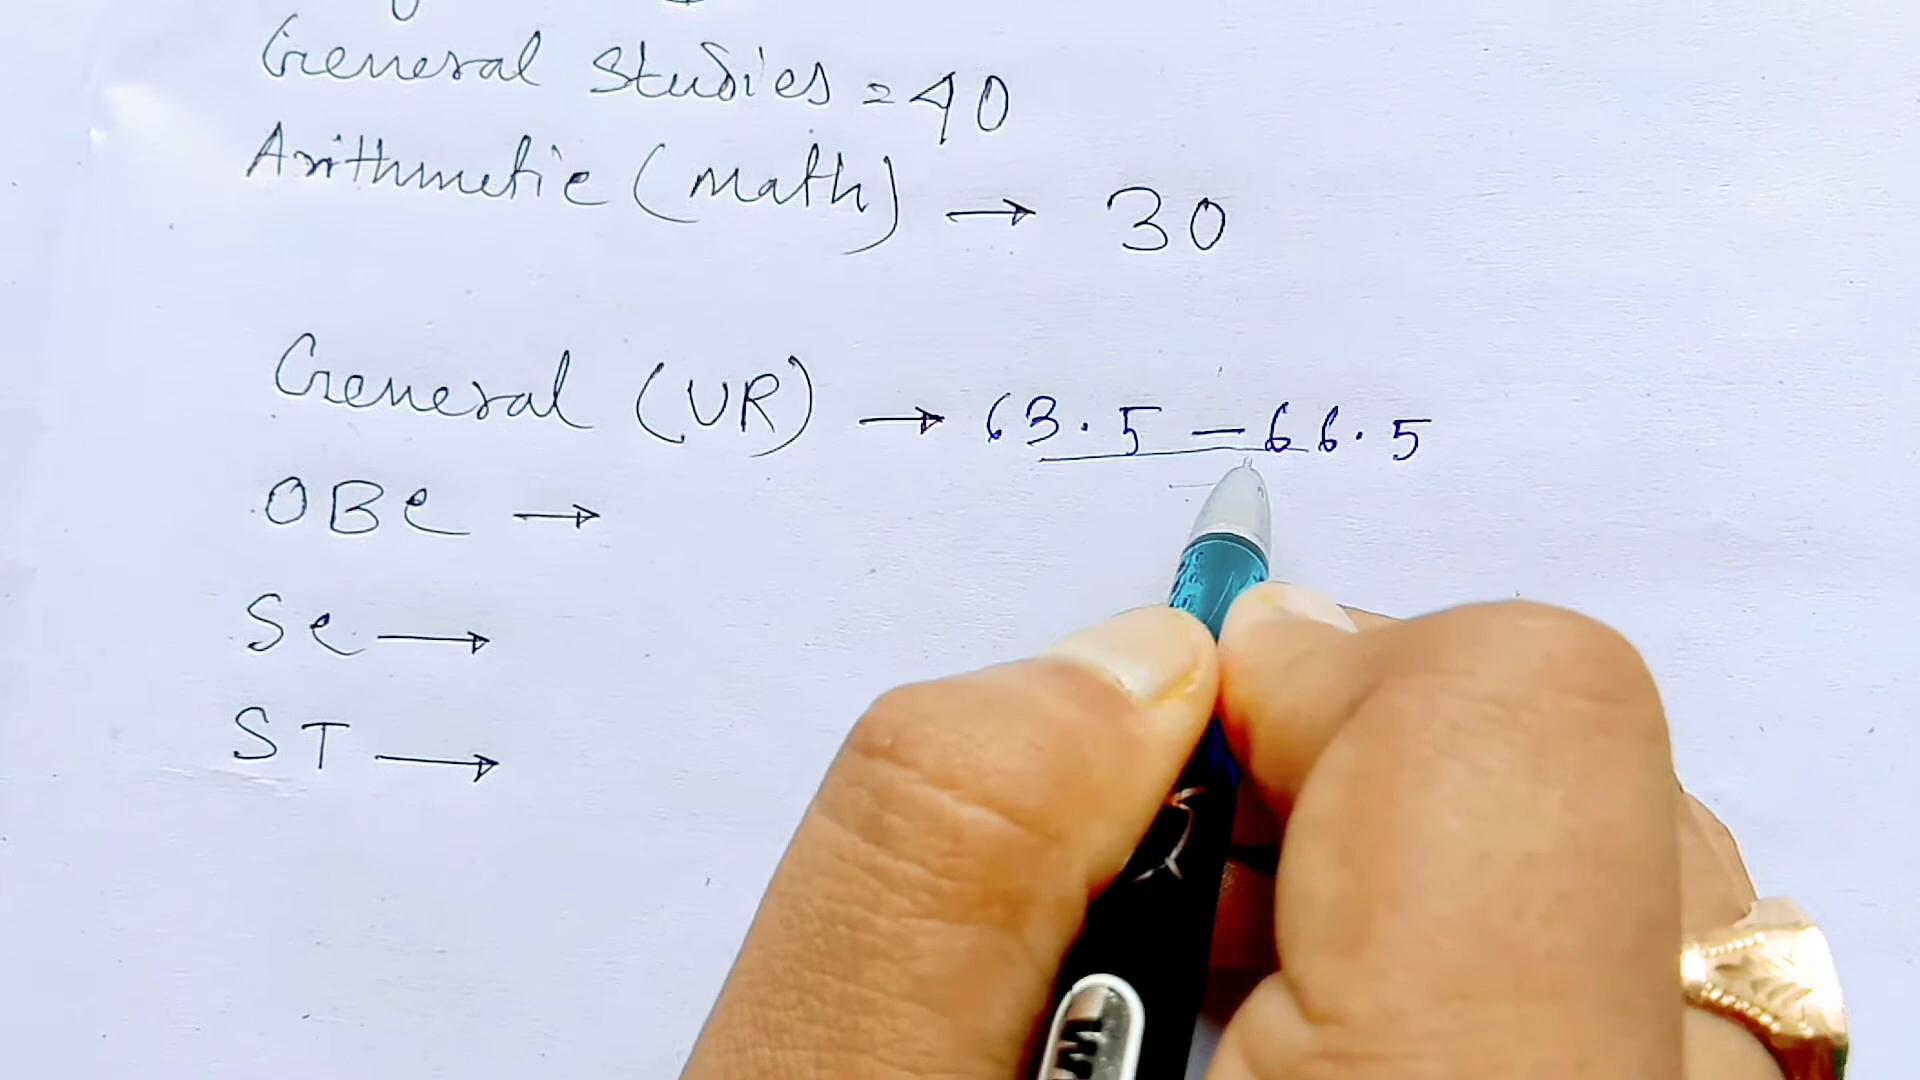 General Studies = 40
Arithmetic (Math) → 30
General (UR) → 63.5 – 66.5
OBC →
SC →
ST →